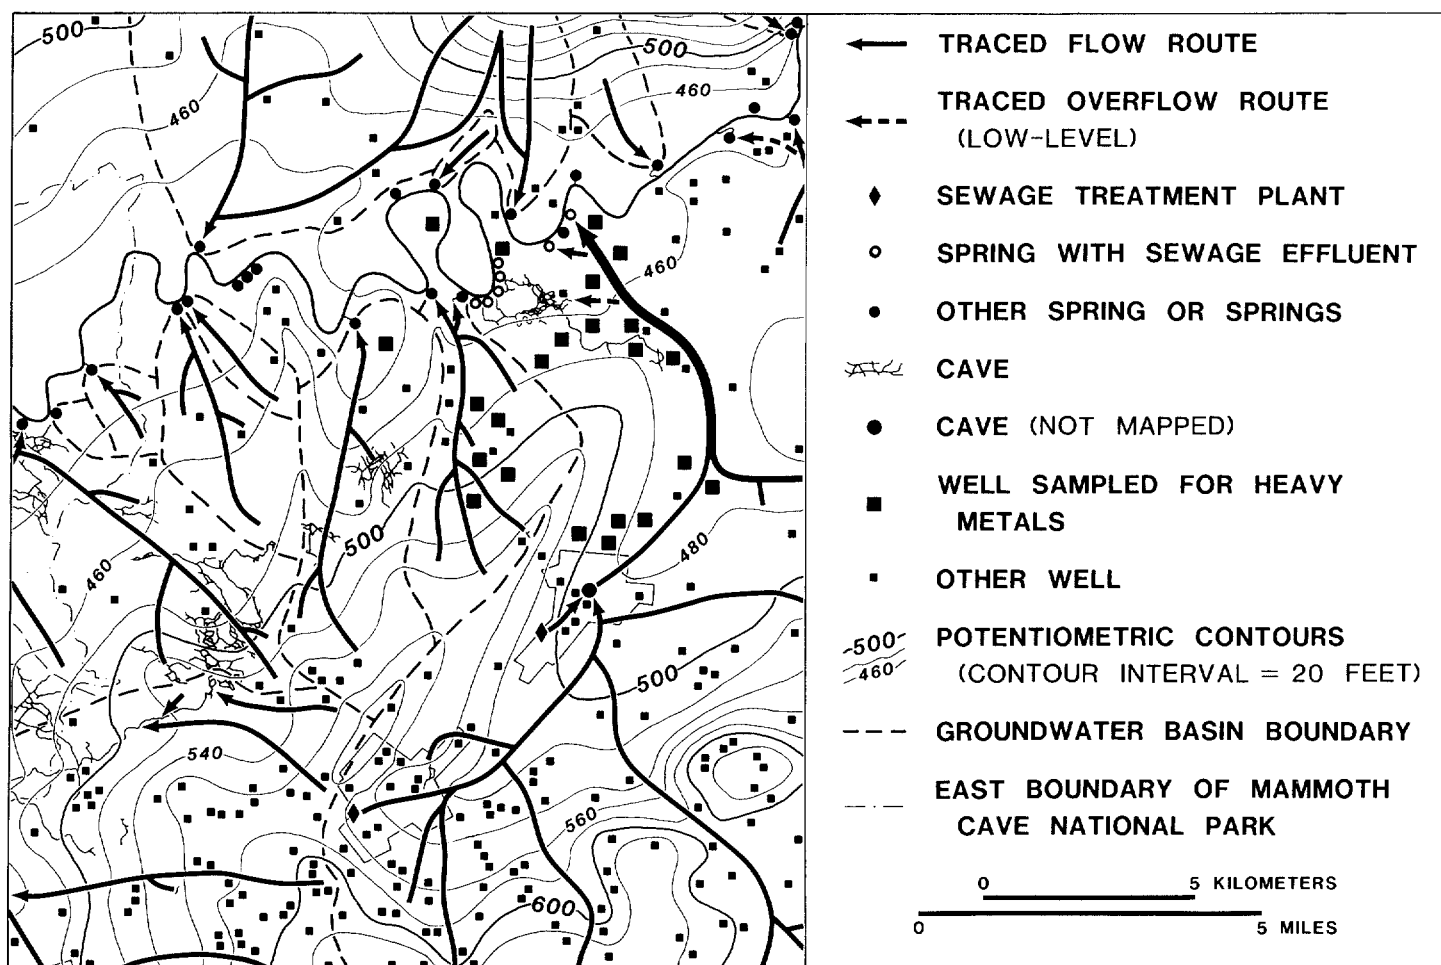 500
500
460
460
460
500
460
480
500
540
560
600
TRACED FLOW ROUTE
TRACED OVERFLOW ROUTE
(LOW-LEVEL)
SEWAGE TREATMENT PLANT
SPRING WITH SEWAGE EFFLUENT
OTHER SPRING OR SPRINGS
CAVE
CAVE (NOT MAPPED)
WELL SAMPLED FOR HEAVY
METALS
OTHER WELL
500
POTENTIOMETRIC CONTOURS
460
(CONTOUR INTERVAL = 20 FEET)
GROUNDWATER BASIN BOUNDARY
EAST BOUNDARY OF MAMMOTH
CAVE NATIONAL PARK
0 5 KILOMETERS
0 5 MILES